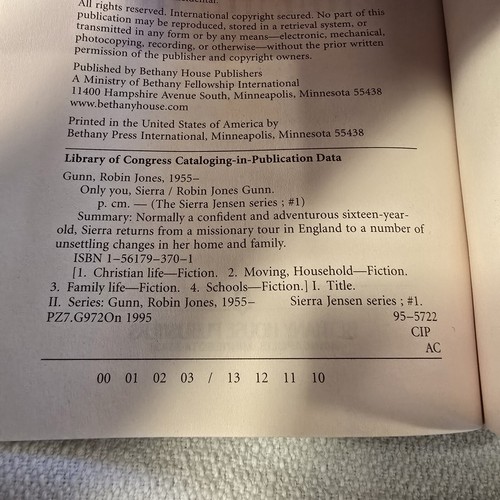 All rights reserved. International copyright secured. No part of this
publication may be reproduced, stored in a retrieval system, or
transmitted in any form or by any means—electronic, mechanical,
photocopying, recording, or otherwise—without the prior written
permission of the publisher and copyright owners.
Published by Bethany House Publishers
A Ministry of Bethany Fellowship International
11400 Hampshire Avenue South, Minneapolis, Minnesota 55438
www.bethanyhouse.com
Printed in the United States of America by
Bethany Press International, Minneapolis, Minnesota 55438
Library of Congress Cataloging-in-Publication Data
Gunn, Robin Jones, 1955–
Only you, Sierra / Robin Jones Gunn.
p. cm. — (The Sierra Jensen series ; #1)
Summary: Normally a confident and adventurous sixteen-year-
old, Sierra returns from a missionary tour in England to a number of
unsettling changes in her home and family.
ISBN 1–56179–370–1
[1. Christian life—Fiction. 2. Moving, Household—Fiction.
3. Family life—Fiction. 4. Schools—Fiction.] I. Title.
II. Series: Gunn, Robin Jones, 1955– Sierra Jensen series ; #1.
PZ7.G972On 1995 95–5722
CIP
AC
00 01 02 03 / 13 12 11 10